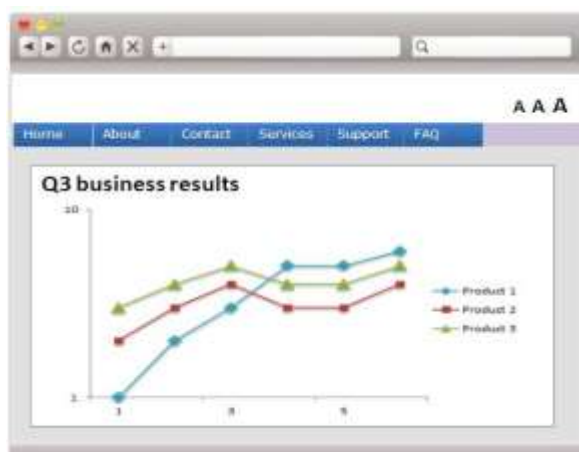 A A A
Home About Contact Services Support FAQ
Q3 business results
10
Product 1
Product 2
Product 3
1
1 3 5